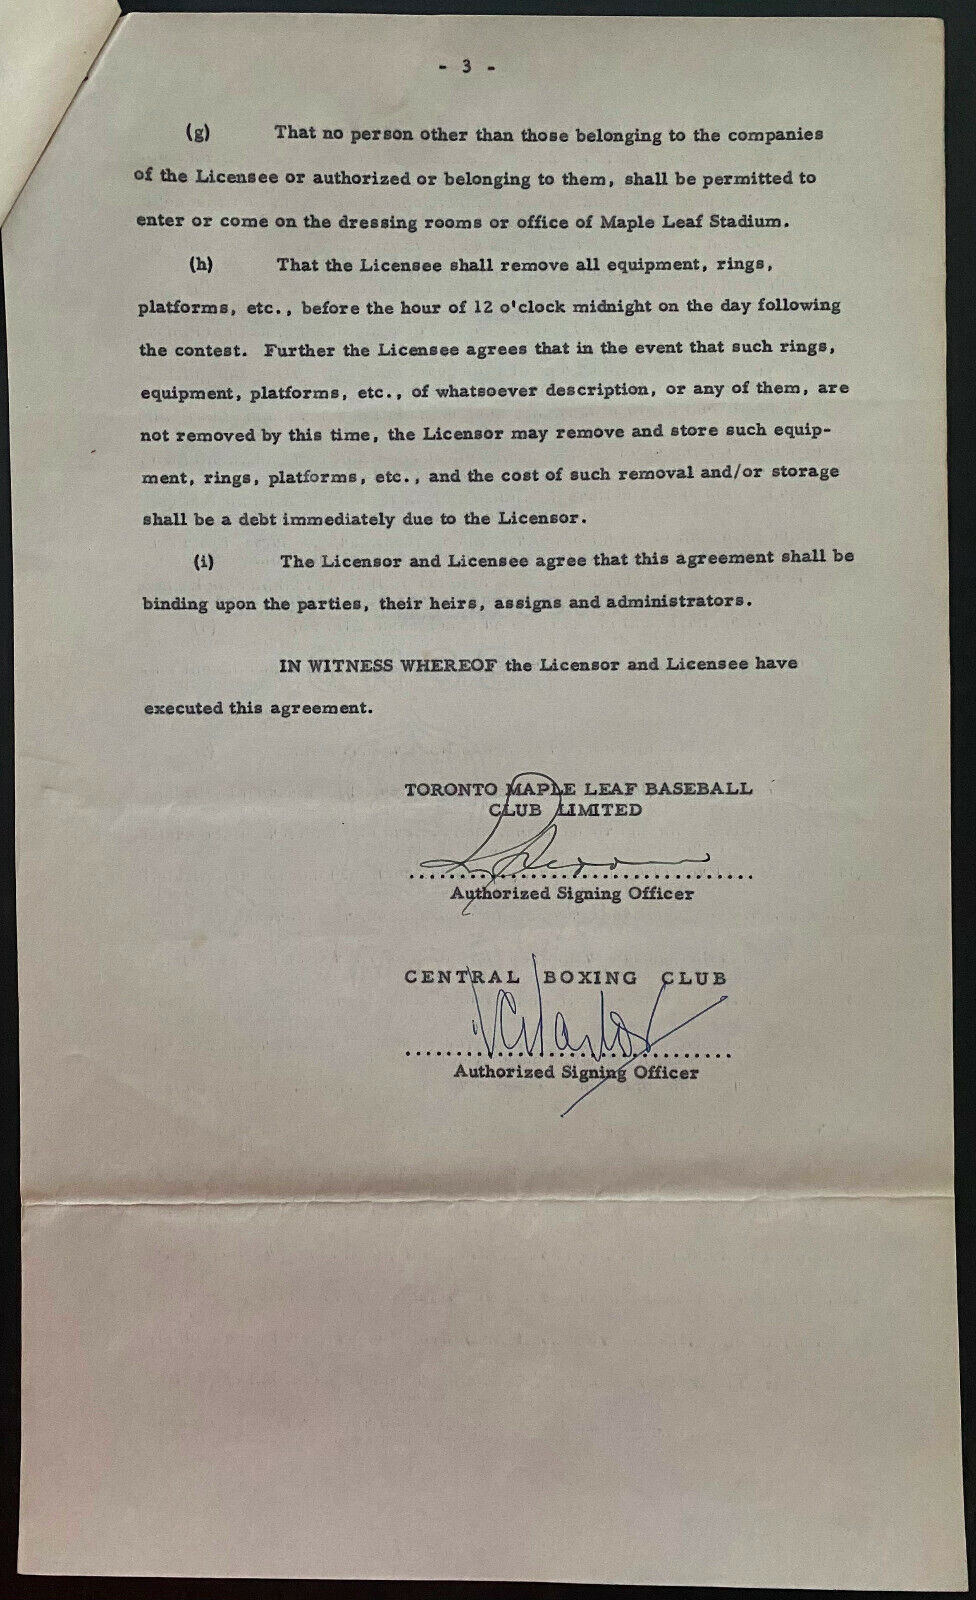 - 3 -
(g) That no person other than those belonging to the companies
of the Licensee or authorized or belonging to them, shall be permitted to
enter or come on the dressing rooms or office of Maple Leaf Stadium.
(h) That the Licensee shall remove all equipment, rings,
platforms, etc., before the hour of 12 o'clock midnight on the day following
the contest. Further the Licensee agrees that in the event that such rings,
equipment, platforms, etc., of whatsoever description, or any of them, are
not removed by this time, the Licensor may remove and store such equip-
ment, rings, platforms, etc., and the cost of such removal and/or storage
shall be a debt immediately due to the Licensor.
(i) The Licensor and Licensee agree that this agreement shall be
binding upon the parties, their heirs, assigns and administrators.
IN WITNESS WHEREOF the Licensor and Licensee have
executed this agreement.
TORONTO MAPLE LEAF BASEBALL
CLUB LIMITED
Authorized Signing Officer
CENTRAL BOXING CLUB
Authorized Signing Officer